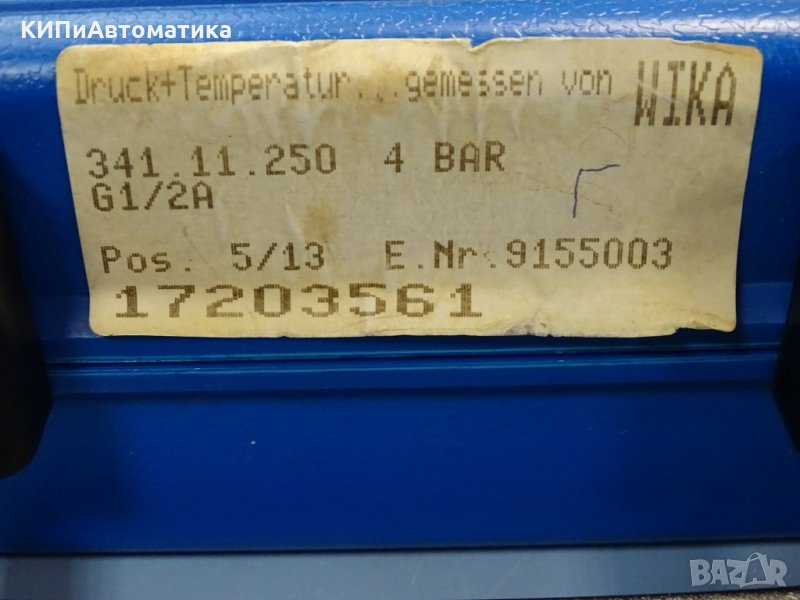 КИПиАвтоматика
Druck+Temperatur...gemessen von WIKA
341.11.250 4 BAR
G1/2A
Pos. 5/13 E.Nr.9155003
17203561
BAZAR